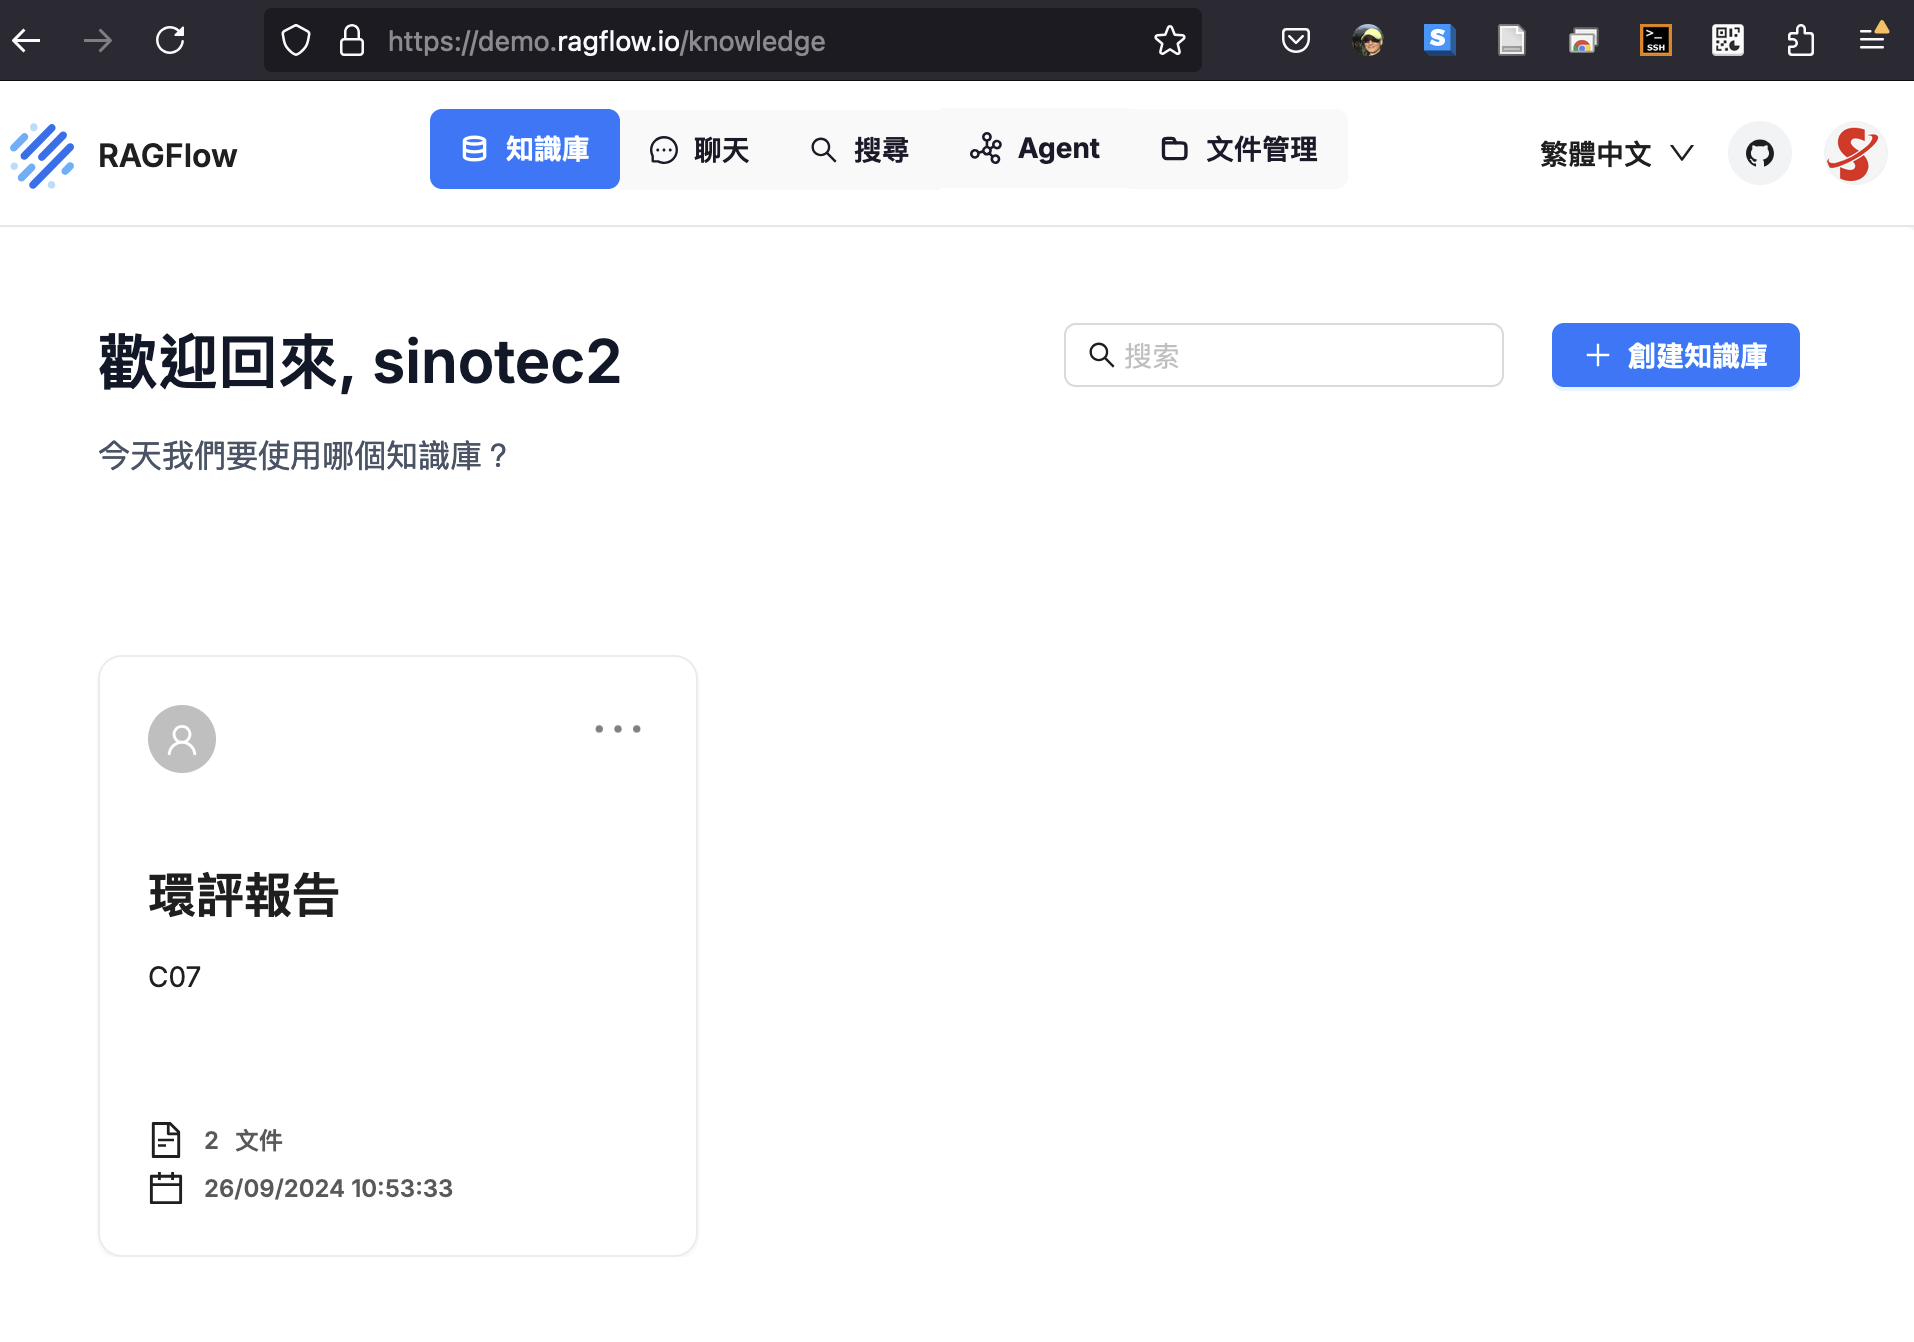 https://demo.ragflow.io/knowledge
S
>_
SSH
RAGFlow
知識庫
聊天
搜尋
Agent
文件管理
繁體中文
S
歡迎回來, sinotec2
搜索
創建知識庫
今天我們要使用哪個知識庫？
環評報告
C07
2 文件
26/09/2024 10:53:33